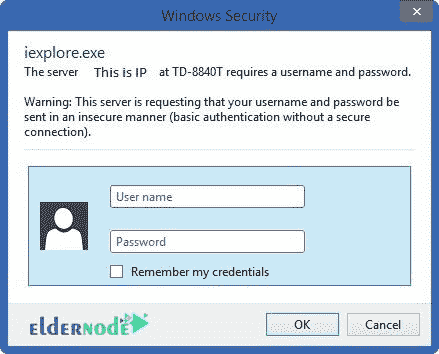 Windows Security
iexplore.exe
The server This is IP at TD-8840T requires a username and password.
Warning: This server is requesting that your username and password be
sent in an insecure manner (basic authentication without a secure
connection).
User name
Password
Remember my credentials
eldernode
OK Cancel